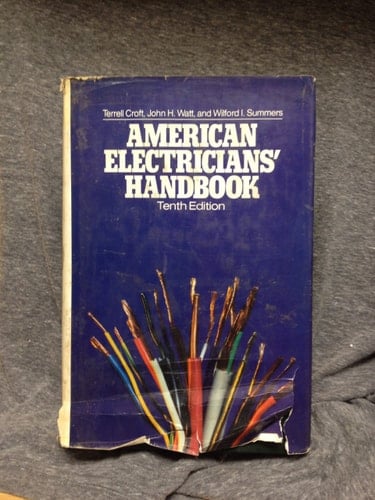 Terrell Croft, John H. Watt, and Wilford I. Summers
AMERICAN
ELECTRICIANS'
HANDBOOK
Tenth Edition